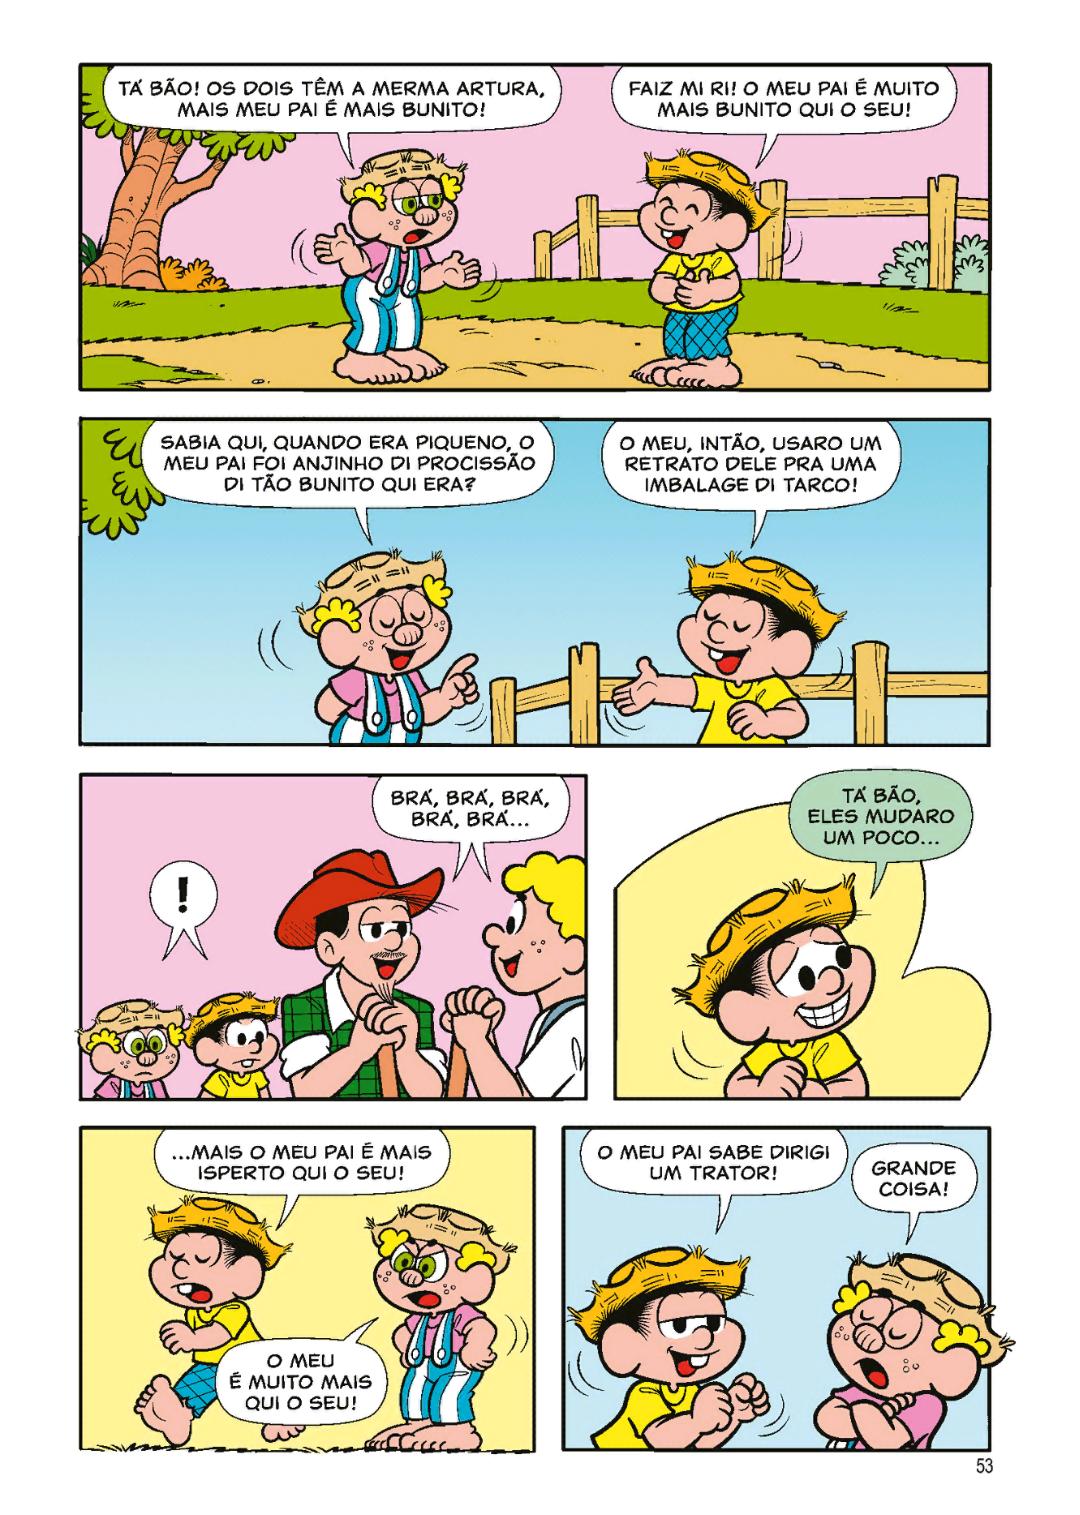 TÁ BÃO! OS DOIS TÊM A MERMA ARTURA,
MAIS MEU PAI É MAIS BUNITO!
FAIZ MI RI! O MEU PAI É MUITO
MAIS BUNITO QUI O SEU!
SABIA QUI, QUANDO ERA PIQUENO, O
MEU PAI FOI ANJINHO DI PROCISSÃO
DI TÃO BUNITO QUI ERA?
O MEU, INTÃO, USARO UM
RETRATO DELE PRA UMA
IMBALAGE DI TARCO!
!
BRÁ, BRÁ, BRÁ,
BRÁ, BRÁ...
TÁ BÃO,
ELES MUDARO
UM POCO...
...MAIS O MEU PAI É MAIS
ISPERTO QUI O SEU!
O MEU
É MUITO MAIS
QUI O SEU!
O MEU PAI SABE DIRIGI
UM TRATOR!
GRANDE
COISA!
53